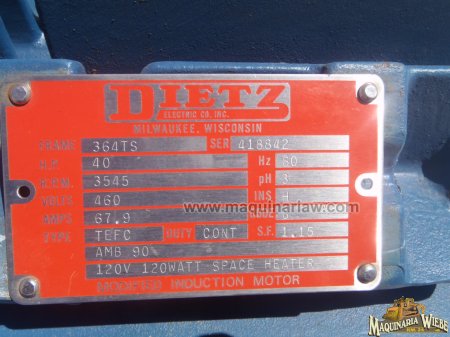 DIETZ
ELECTRIC CO. INC.
MILWAUKEE, WISCONSIN
FRAME 364TS SER 418842
H.P. 40 Hz 60
R.P.M. 3545 pH 3
VOLTS 460 INS H
www.maquinariaw.com
AMPS 67.9
TYPE TEFC DUTY CONT S.F. 1.15
AMB 90
120V 120WATT SPACE HEATER
INDUCTION MOTOR
MAQUINARIA WIEBE